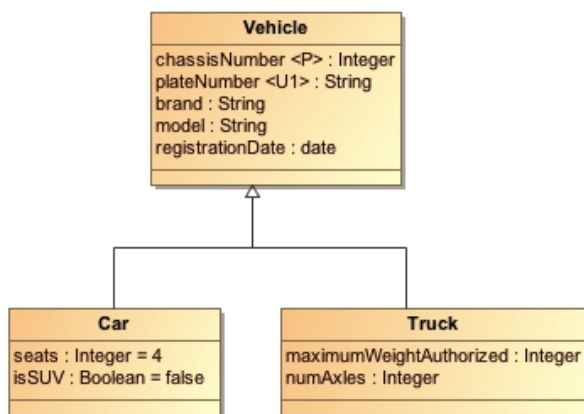 Vehicle
chassisNumber <P> : Integer
plateNumber <U1> : String
brand : String
model : String
registrationDate : date
Car
seats : Integer = 4
isSUV : Boolean = false
Truck
maximumWeightAuthorized : Integer
numAxles : Integer